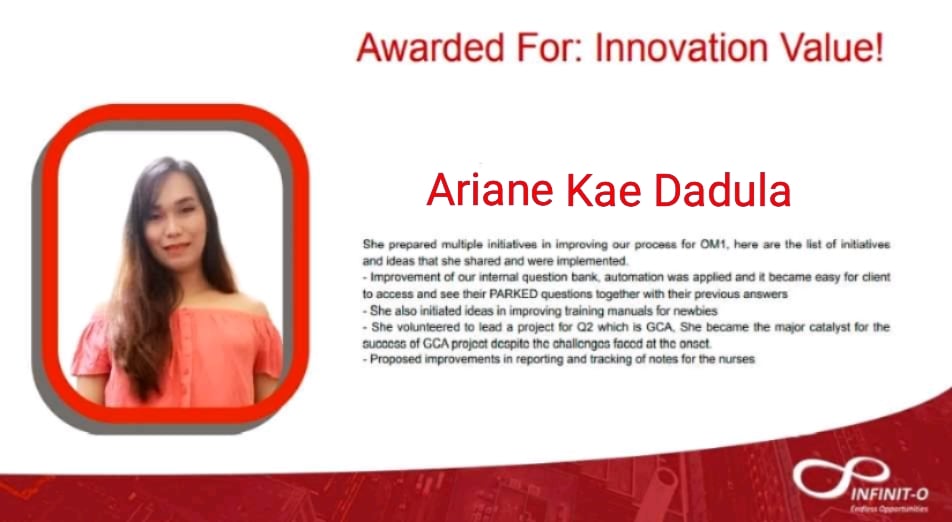 Awarded For: Innovation Value!
Ariane Kae Dadula
She prepared multiple initiatives in improving our process for OM1, here are the list of initiatives
and ideas that she shared and were implemented.
- Improvement of our internal question bank, automation was applied and it became easy for client
to access and see their PARKED questions together with their previous answers
- She also initiated ideas in improving training manuals for newbies
- She volunteered to lead a project for Q2 which is GCA, She became the major catalyst for the
success of GCA project despite the challenges faced at the onset.
- Proposed improvements in reporting and tracking of notes for the nurses
INFINIT-O
Endless Opportunities